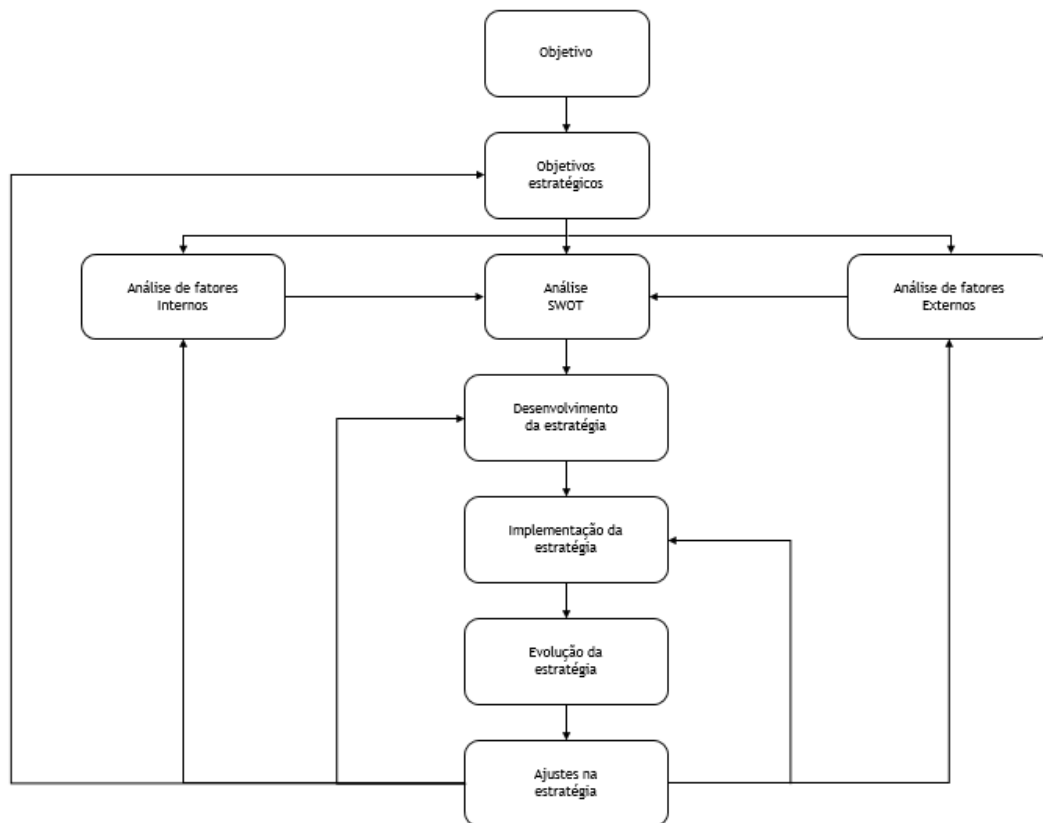 Objetivo
Objetivos
estratégicos
Análise de fatores
Internos
Análise
SWOT
Análise de fatores
Externos
Desenvolvimento
da estratégia
Implementação da
estratégia
Evolução da
estratégia
Ajustes na
estratégia